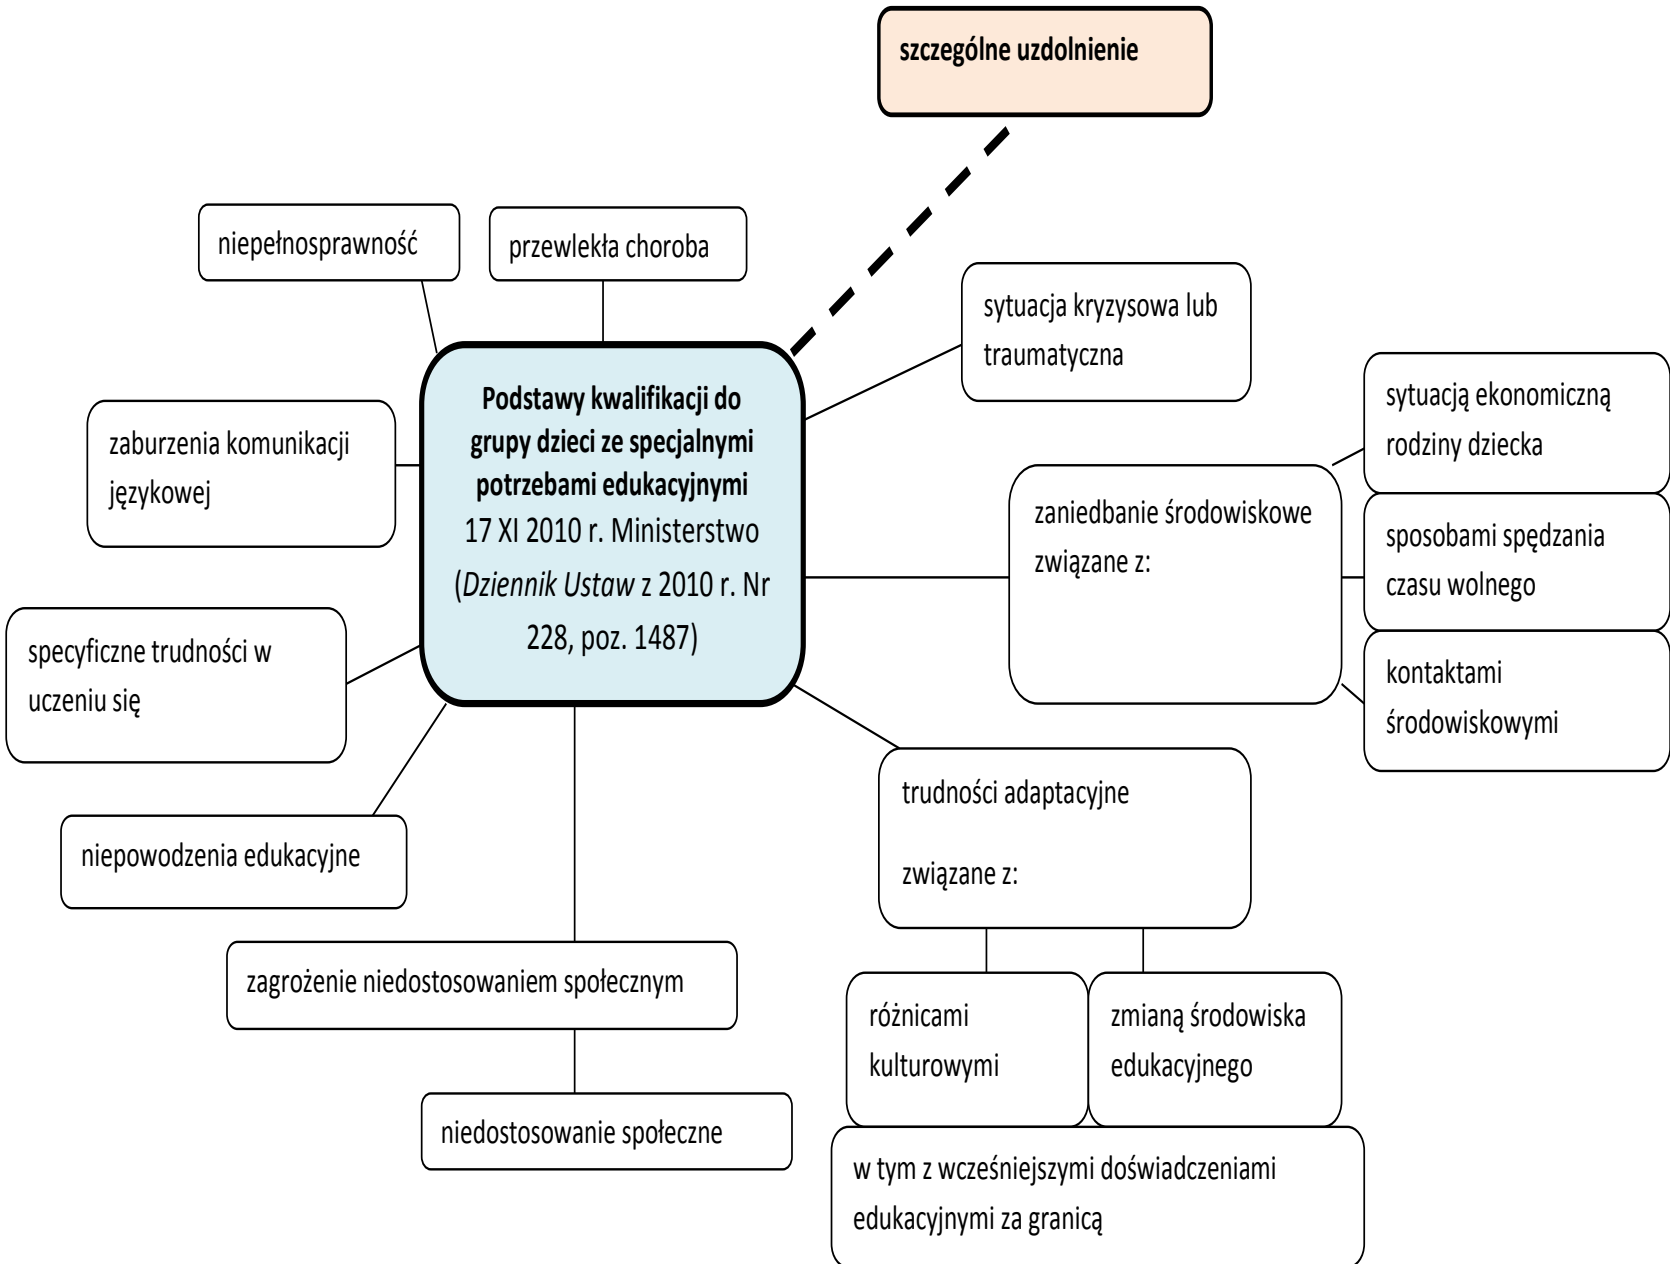 szczególne uzdolnienie
niepełnosprawność
przewlekła choroba
sytuacja kryzysowa lub
traumatyczna
Podstawy kwalifikacji do
grupy dzieci ze specjalnymi
potrzebami edukacyjnymi
17 XI 2010 r. Ministerstwo
(Dziennik Ustaw z 2010 r. Nr
228, poz. 1487)
sytuacją ekonomiczną
rodziny dziecka
zaburzenia komunikacji
językowej
zaniedbanie środowiskowe
związane z:
sposobami spędzania
czasu wolnego
specyficzne trudności w
uczeniu się
kontaktami
środowiskowymi
trudności adaptacyjne
związane z:
niepowodzenia edukacyjne
zagrożenie niedostosowaniem społecznym
różnicami
kulturowymi
zmianą środowiska
edukacyjnego
niedostosowanie społeczne
w tym z wcześniejszymi doświadczeniami
edukacyjnymi za granicą